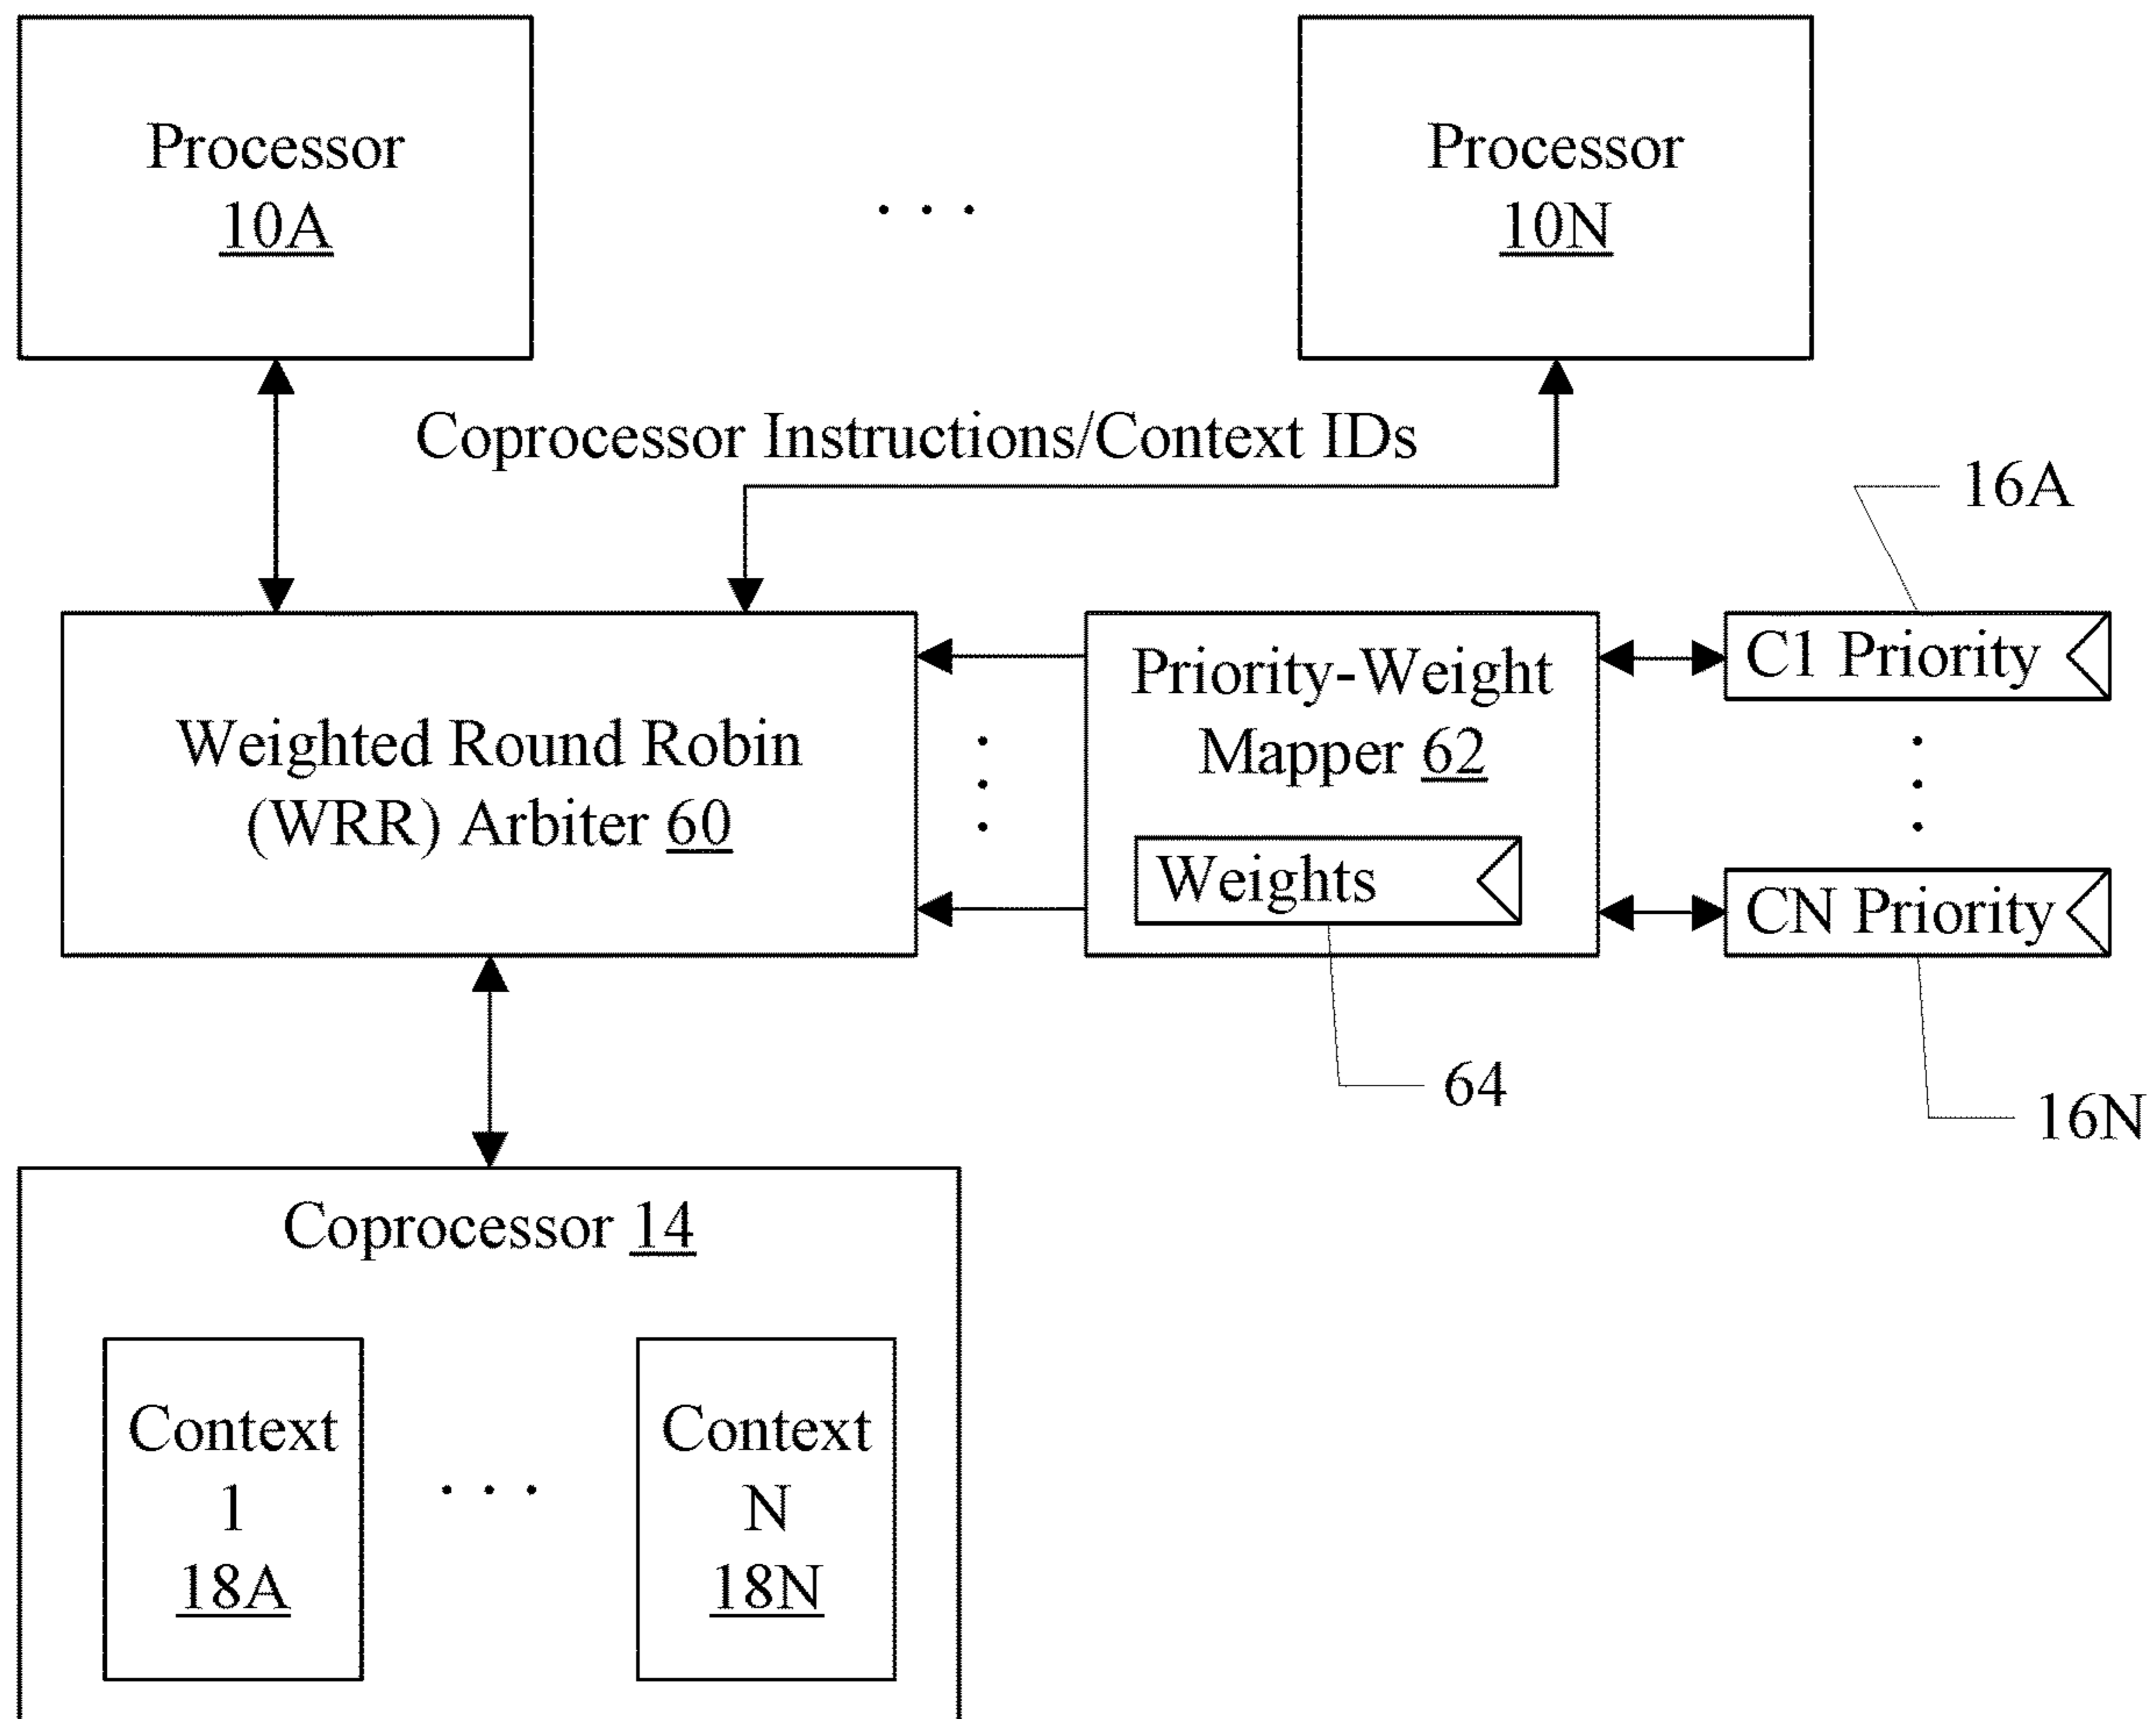 Processor
10A
. . .
Processor
10N
Coprocessor Instructions/Context IDs
16A
Weighted Round Robin
(WRR) Arbiter 60
Priority-Weight
Mapper 62
Weights
C1 Priority
CN Priority
64
16N
Coprocessor 14
Context
1
18A
. . .
Context
N
18N